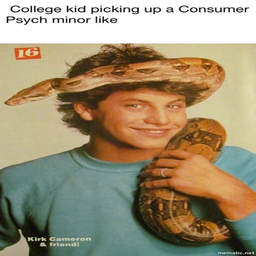 College kid picking up a Consumer
Psych minor like
16
Kirk Cameron
& friend!
mematic.net